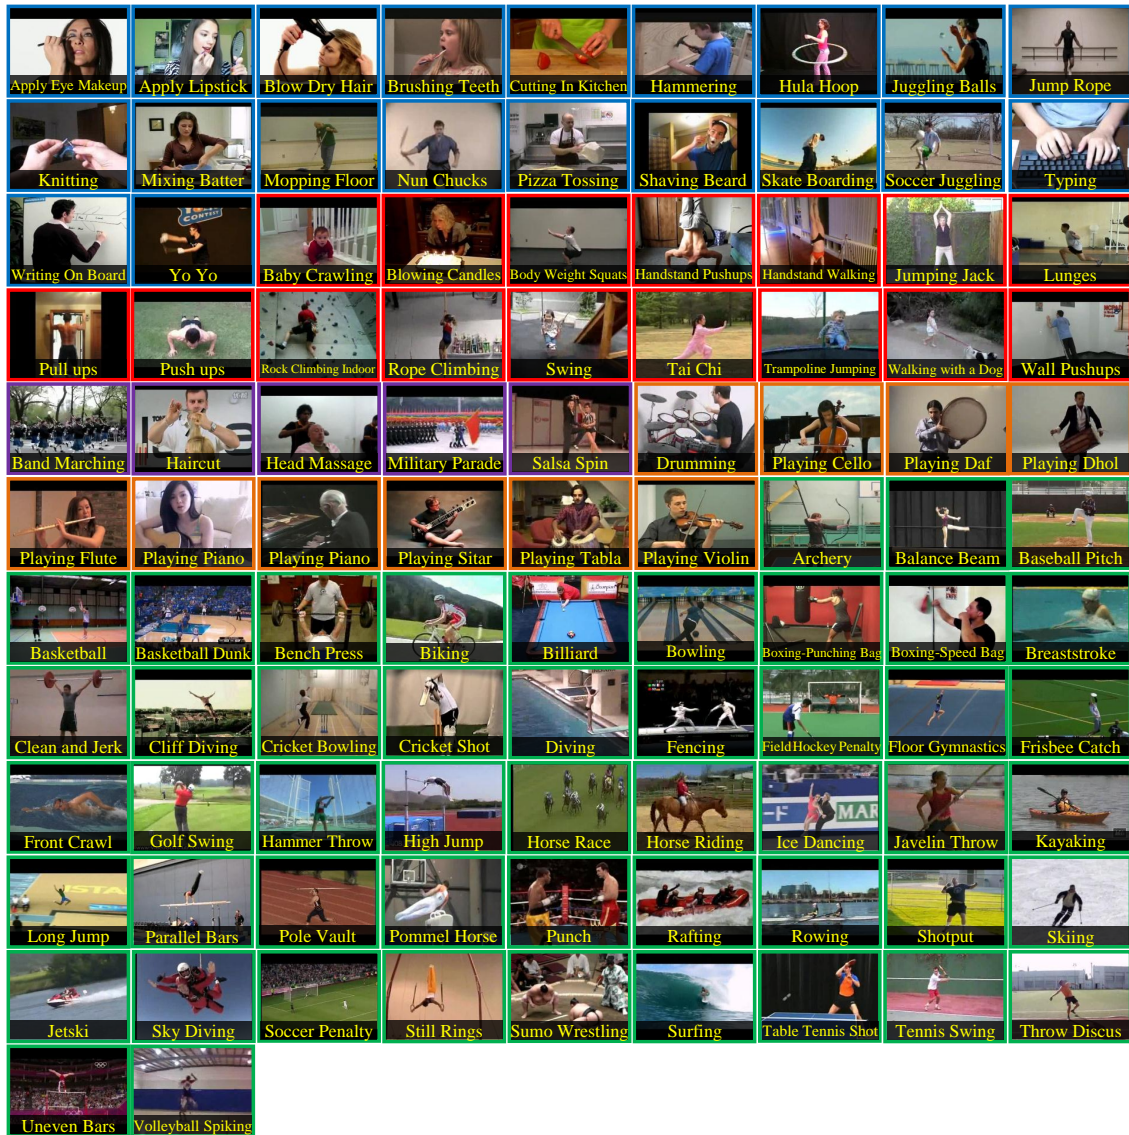 Apply Eye Makeup
Apply Lipstick
Blow Dry Hair
Brushing Teeth
Cutting In Kitchen
Hammering
Hula Hoop
Juggling Balls
Jump Rope
Knitting
Mixing Batter
Mopping Floor
Nun Chucks
Pizza Tossing
Shaving Beard
Skate Boarding
Soccer Juggling
Typing
CONTEST
Writing On Board
Yo Yo
Baby Crawling
Blowing Candles
Body Weight Squats
Handstand Pushups
Handstand Walking
Jumping Jack
Lunges
Pull ups
Push ups
Rock Climbing Indoor
Rope Climbing
Swing
Tai Chi
Trampoline Jumping
Walking with a Dog
Wall Pushups
Band Marching
Haircut
Head Massage
Military Parade
Salsa Spin
Drumming
Playing Cello
Playing Daf
Playing Dhol
Playing Flute
Playing Piano
Playing Piano
Playing Sitar
Playing Tabla
Playing Violin
Archery
Balance Beam
Baseball Pitch
Basketball
Basketball Dunk
Bench Press
Biking
Billiard
Bowling
Boxing-Punching Bag
Boxing-Speed Bag
Breaststroke
Clean and Jerk
Cliff Diving
Cricket Bowling
Cricket Shot
Diving
Fencing
Field Hockey Penalty
Floor Gymnastics
Frisbee Catch
MAR
Front Crawl
Golf Swing
Hammer Throw
High Jump
Horse Race
Horse Riding
Ice Dancing
Javelin Throw
Kayaking
Long Jump
Parallel Bars
Pole Vault
Pommel Horse
Punch
Rafting
Rowing
Shotput
Skiing
Jetski
Sky Diving
Soccer Penalty
Still Rings
Sumo Wrestling
Surfing
Table Tennis Shot
Tennis Swing
Throw Discus
Uneven Bars
Volleyball Spiking